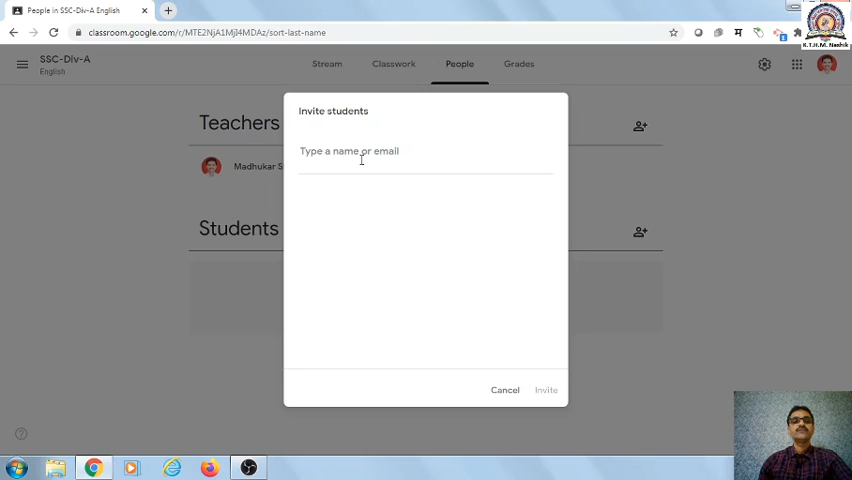 People in SSC-Div-A English
classroom.google.com/r/MTE2NjA1MjI4MDAz/sort-last-name
म
SSC-Div-A
English
Stream
Classwork
People
Grades
K.T.H.M. Nashik
Invite students
Type a name or email
Teachers
Madhukar S
Students
Cancel
Invite